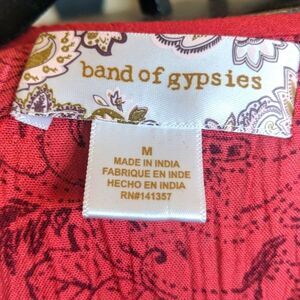 band of gypsies
M
MADE IN INDIA
FABRIQUE EN INDE
HECHO EN INDIA
RN#141357